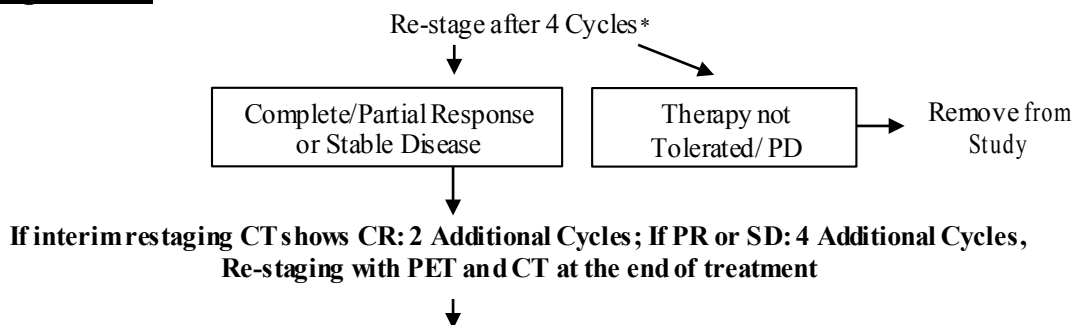 Re-stage after 4 Cycles*
Complete/Partial Response
or Stable Disease
Therapy not
Tolerated/ PD
Remove from
Study
If interim restaging CT shows CR: 2 Additional Cycles; If PR or SD: 4 Additional Cycles,
Re-staging with PET and CT at the end of treatment